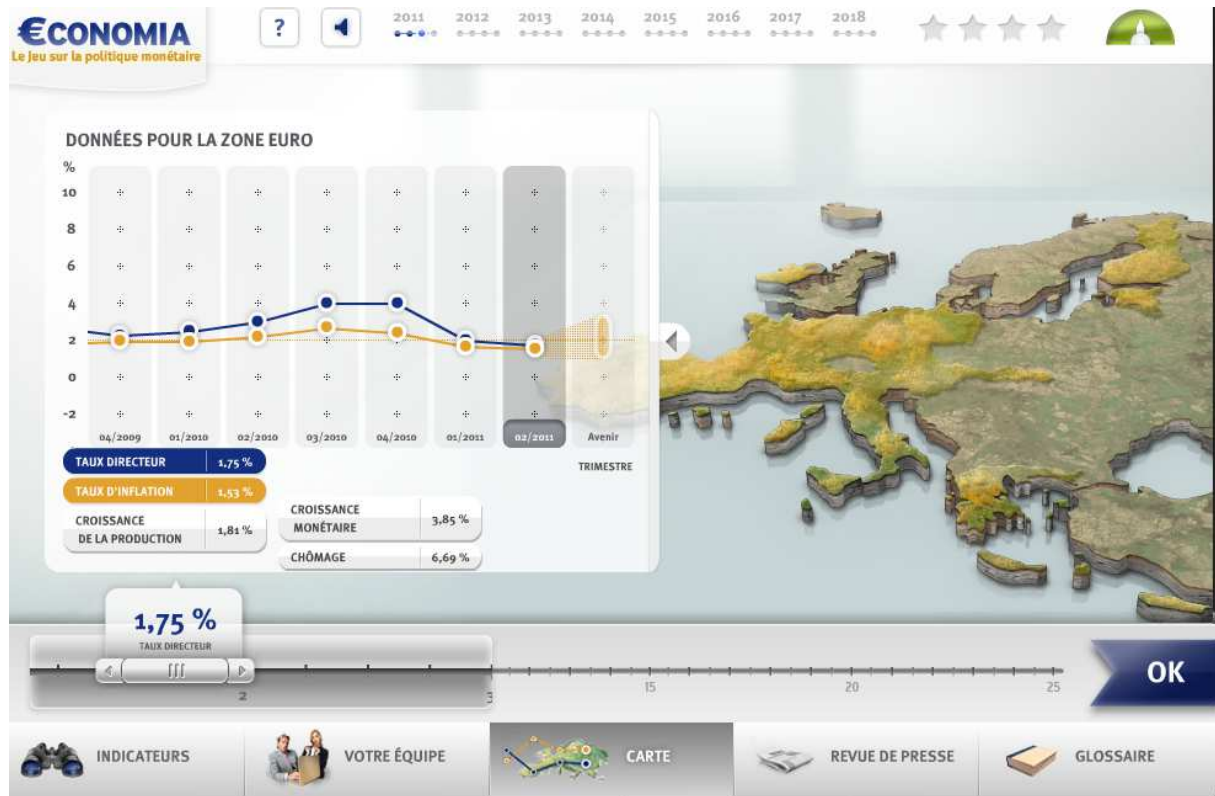 €CONOMIA
Le Jeu sur la politique monétaire
?
2011 2012 2013 2014 2015 2016 2017 2018
DONNÉES POUR LA ZONE EURO
%
10
8
6
4
2
0
-2
04/2009 01/2010 02/2010 03/2010 04/2010 01/2011 02/2011 Avenir
TRIMESTRE
TAUX DIRECTEUR 1,75 %
TAUX D'INFLATION 1,53 %
CROISSANCE
DE LA PRODUCTION 1,81 %
CROISSANCE
MONÉTAIRE 3,85 %
CHÔMAGE 6,69 %
1,75 %
TAUX DIRECTEUR
2 3 15 20 25
OK
INDICATEURS
VOTRE ÉQUIPE
CARTE
REVUE DE PRESSE
GLOSSAIRE